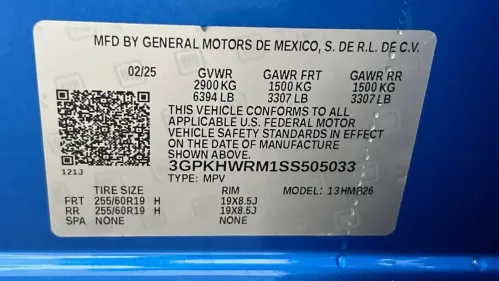 MFD BY GENERAL MOTORS DE MEXICO, S. DE R.L. DE C.V.
02/25 GVWR GAWR FRT GAWR RR
2900 KG 1500 KG 1500 KG
6394 LB 3307 LB 3307 LB
THIS VEHICLE CONFORMS TO ALL
APPLICABLE U.S. FEDERAL MOTOR
VEHICLE SAFETY STANDARDS IN EFFECT
ON THE DATE OF MANUFACTURE
SHOWN ABOVE.
3GPKHWRM1SS505033
121J TYPE: MPV
TIRE SIZE RIM MODEL: 13HMB26
FRT 255/60R19 H 19X8.5J
RR 255/60R19 H 19X8.5J
SPA NONE NONE